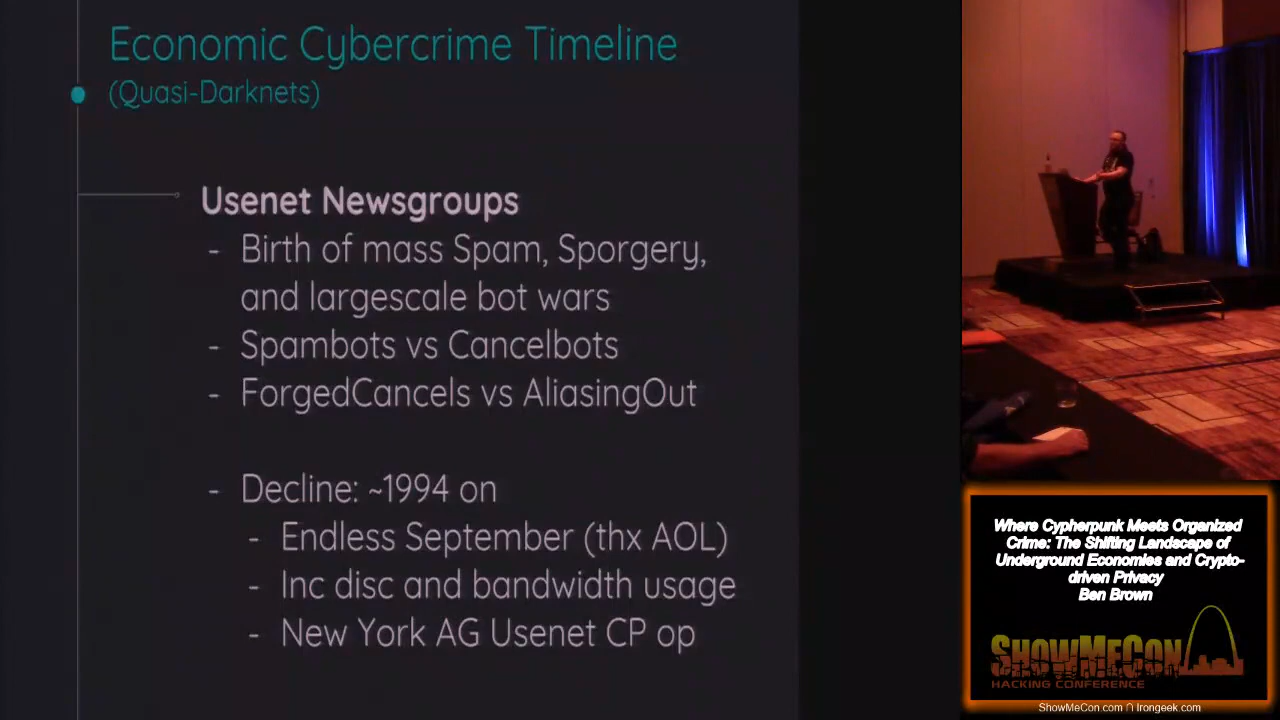 Economic Cybercrime Timeline
(Quasi-Darknets)
Usenet Newsgroups
- Birth of mass Spam, Sporgery,
and largescale bot wars
- Spambots vs Cancelbots
- ForgedCancels vs AliasingOut
- Decline: ~1994 on
- Endless September (thx AOL)
- Inc disc and bandwidth usage
- New York AG Usenet CP op
Where Cypherpunk Meets Organized
Crime: The Shifting Landscape of
Underground Economies and Crypto-
driven Privacy
Ben Brown
SHOWMECON
HACKING CONFERENCE
ShowMeCon.com ∩ Irongeek.com